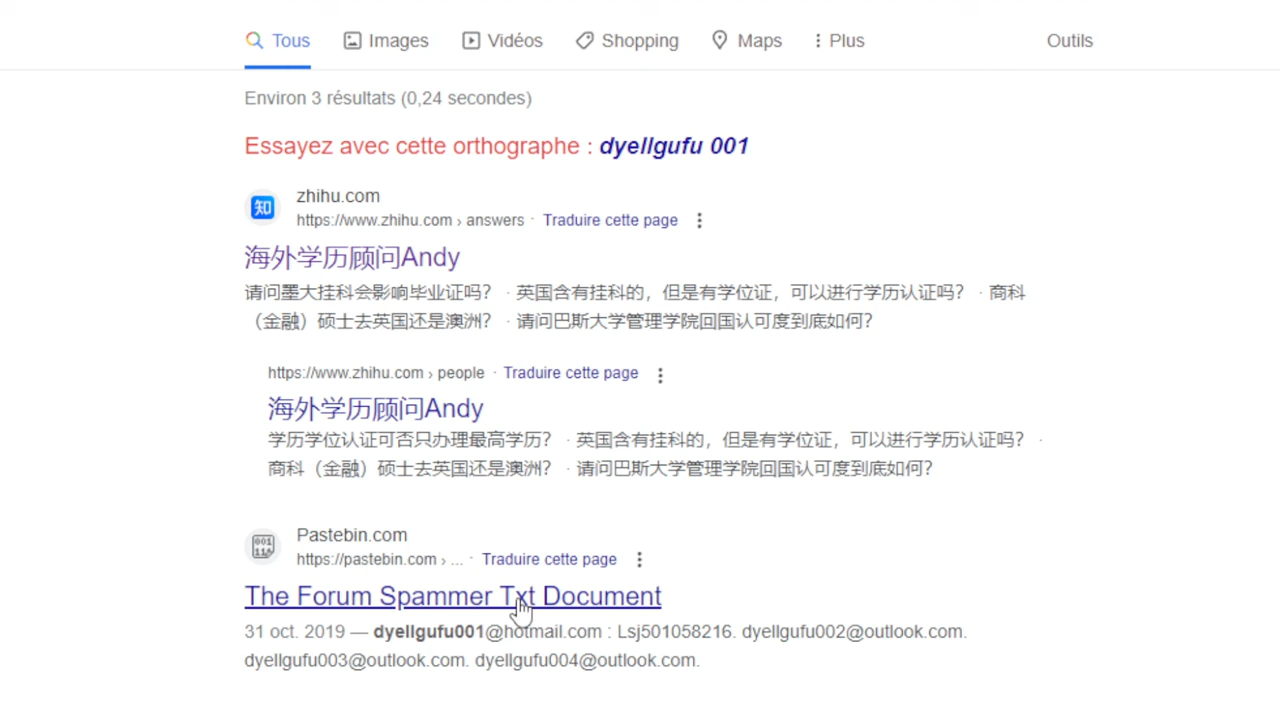 Tous Images Vidéos Shopping Maps Plus Outils
Environ 3 résultats (0,24 secondes)
Essayez avec cette orthographe : dyellgufu 001
知 zhihu.com
https://www.zhihu.com › answers · Traduire cette page
海外学历顾问Andy
请问墨大挂科会影响毕业证吗? · 英国含有挂科的，但是有学位证，可以进行学历认证吗? · 商科
（金融）硕士去英国还是澳洲? · 请问巴斯大学管理学院回国认可度到底如何?
https://www.zhihu.com › people · Traduire cette page
海外学历顾问Andy
学历学位认证可否只办理最高学历? · 英国含有挂科的，但是有学位证，可以进行学历认证吗? ·
商科（金融）硕士去英国还是澳洲? · 请问巴斯大学管理学院回国认可度到底如何?
Pastebin.com
https://pastebin.com › ... · Traduire cette page
The Forum Spammer Txt Document
31 oct. 2019 — dyellgufu001@hotmail.com : Lsj501058216. dyellgufu002@outlook.com.
dyellgufu003@outlook.com. dyellgufu004@outlook.com.